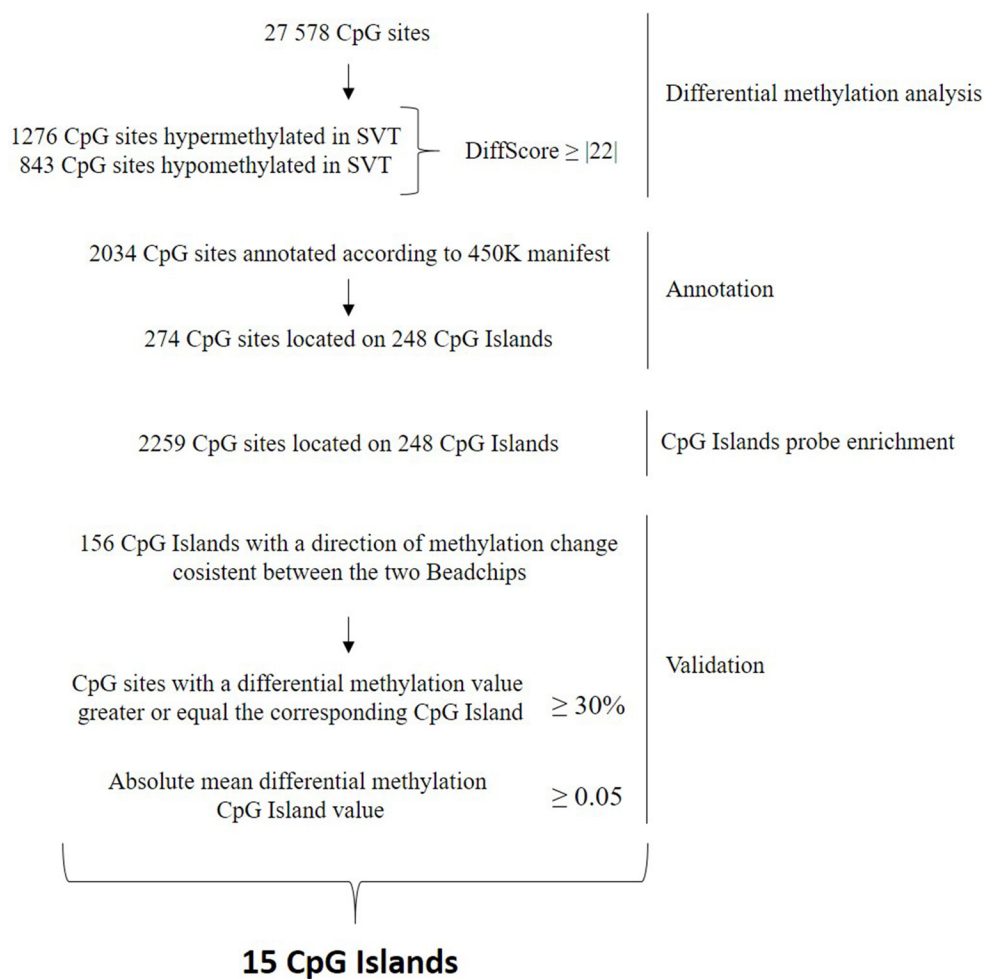 27 578 CpG sites
Differential methylation analysis
1276 CpG sites hypermethylated in SVT
843 CpG sites hypomethylated in SVT
DiffScore ≥ |22|
2034 CpG sites annotated according to 450K manifest
Annotation
274 CpG sites located on 248 CpG Islands
2259 CpG sites located on 248 CpG Islands
CpG Islands probe enrichment
156 CpG Islands with a direction of methylation change
cosistent between the two Beadchips
Validation
CpG sites with a differential methylation value
greater or equal the corresponding CpG Island
≥ 30%
Absolute mean differential methylation
CpG Island value
≥ 0.05
15 CpG Islands